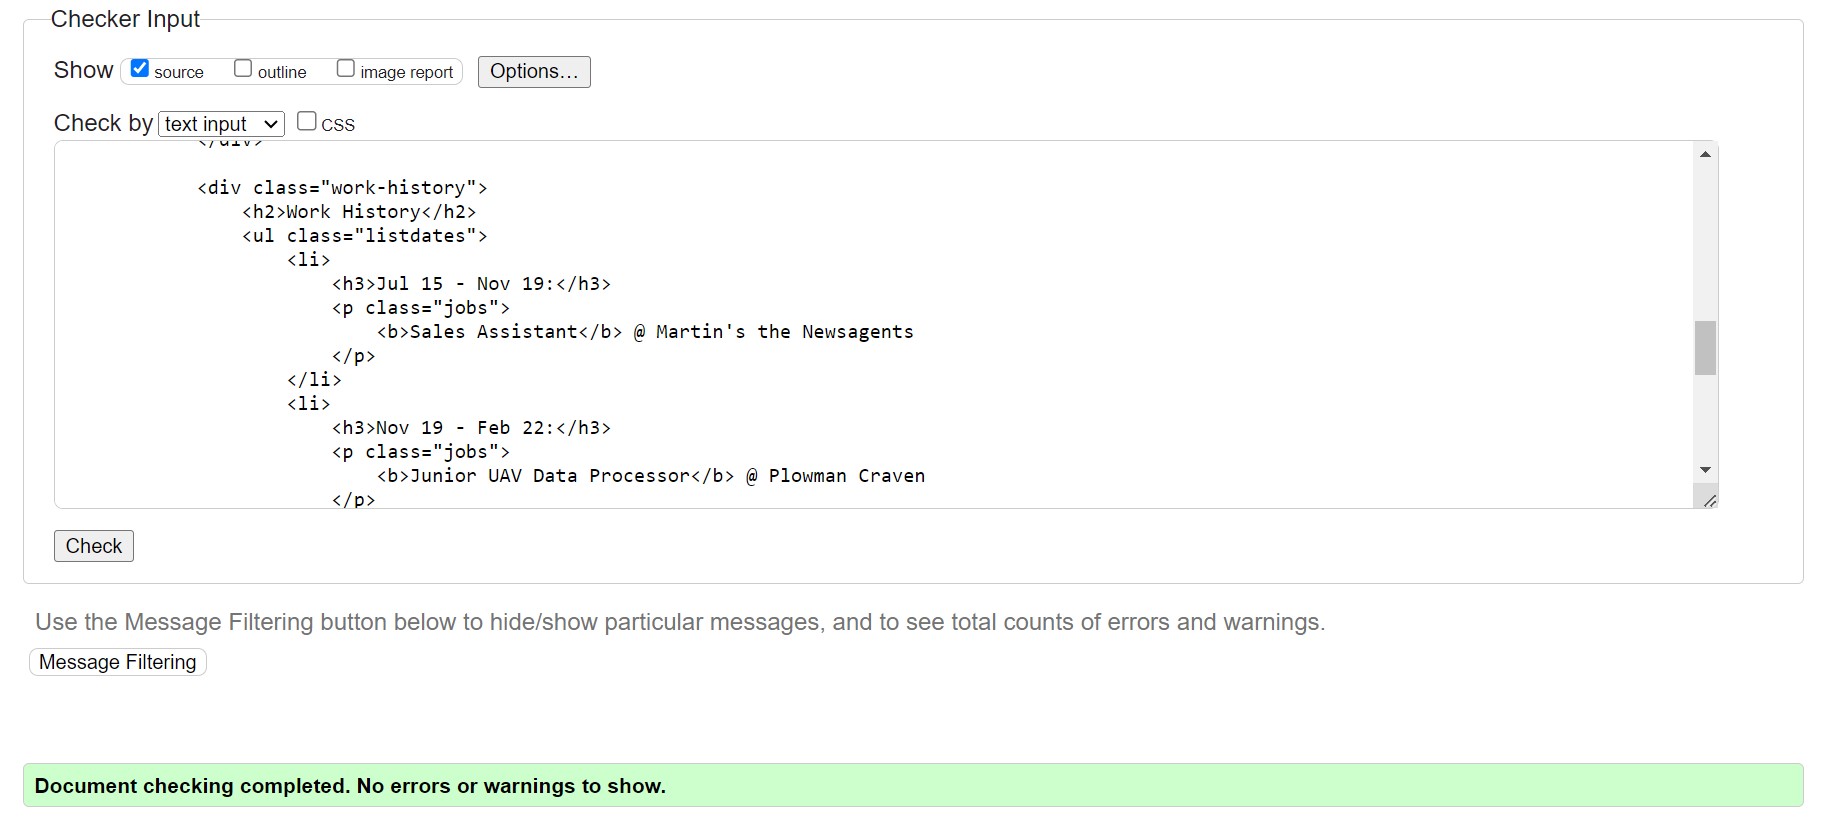 Checker Input
Show source outline image report Options...
Check by text input CSS
</div>
<div class="work-history">
<h2>Work History</h2>
<ul class="listdates">
<li>
<h3>Jul 15 - Nov 19:</h3>
<p class="jobs">
<b>Sales Assistant</b> @ Martin's the Newsagents
</p>
</li>
<li>
<h3>Nov 19 - Feb 22:</h3>
<p class="jobs">
<b>Junior UAV Data Processor</b> @ Plowman Craven
</p>
Check
Use the Message Filtering button below to hide/show particular messages, and to see total counts of errors and warnings.
Message Filtering
Document checking completed. No errors or warnings to show.